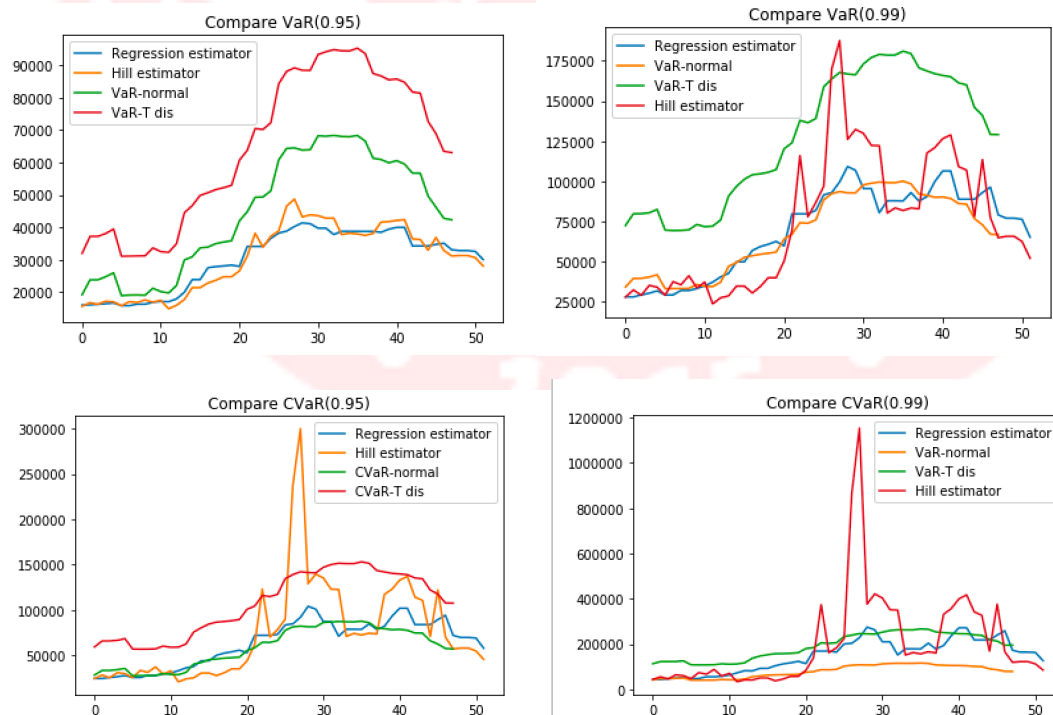 Compare VaR(0.95)
Regression estimator
Hill estimator
VaR-normal
VaR-T dis
90000
80000
70000
60000
50000
40000
30000
20000
0 10 20 30 40 50
Compare VaR(0.99)
Regression estimator
VaR-normal
VaR-T dis
Hill estimator
175000
150000
125000
100000
75000
50000
25000
0 10 20 30 40 50
Compare CVaR(0.95)
Regression estimator
Hill estimator
CVaR-normal
CVaR-T dis
300000
250000
200000
150000
100000
50000
0 10 20 30 40 50
Compare CVaR(0.99)
Regression estimator
VaR-normal
VaR-T dis
Hill estimator
1200000
1000000
800000
600000
400000
200000
0
0 10 20 30 40 50